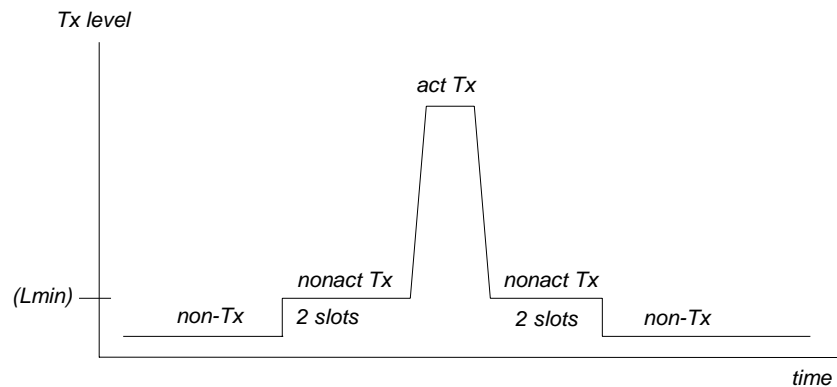 Tx level
act Tx
nonact Tx
nonact Tx
(Lmin)
non-Tx
2 slots
2 slots
non-Tx
time